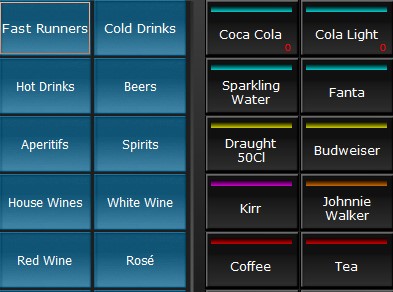 Fast Runners
Cold Drinks
Coca Cola
0
Cola Light
0
Hot Drinks
Beers
Sparkling
Water
Fanta
Aperitifs
Spirits
Draught
50Cl
Budweiser
House Wines
White Wine
Kirr
Johnnie
Walker
Red Wine
Rosé
Coffee
Tea